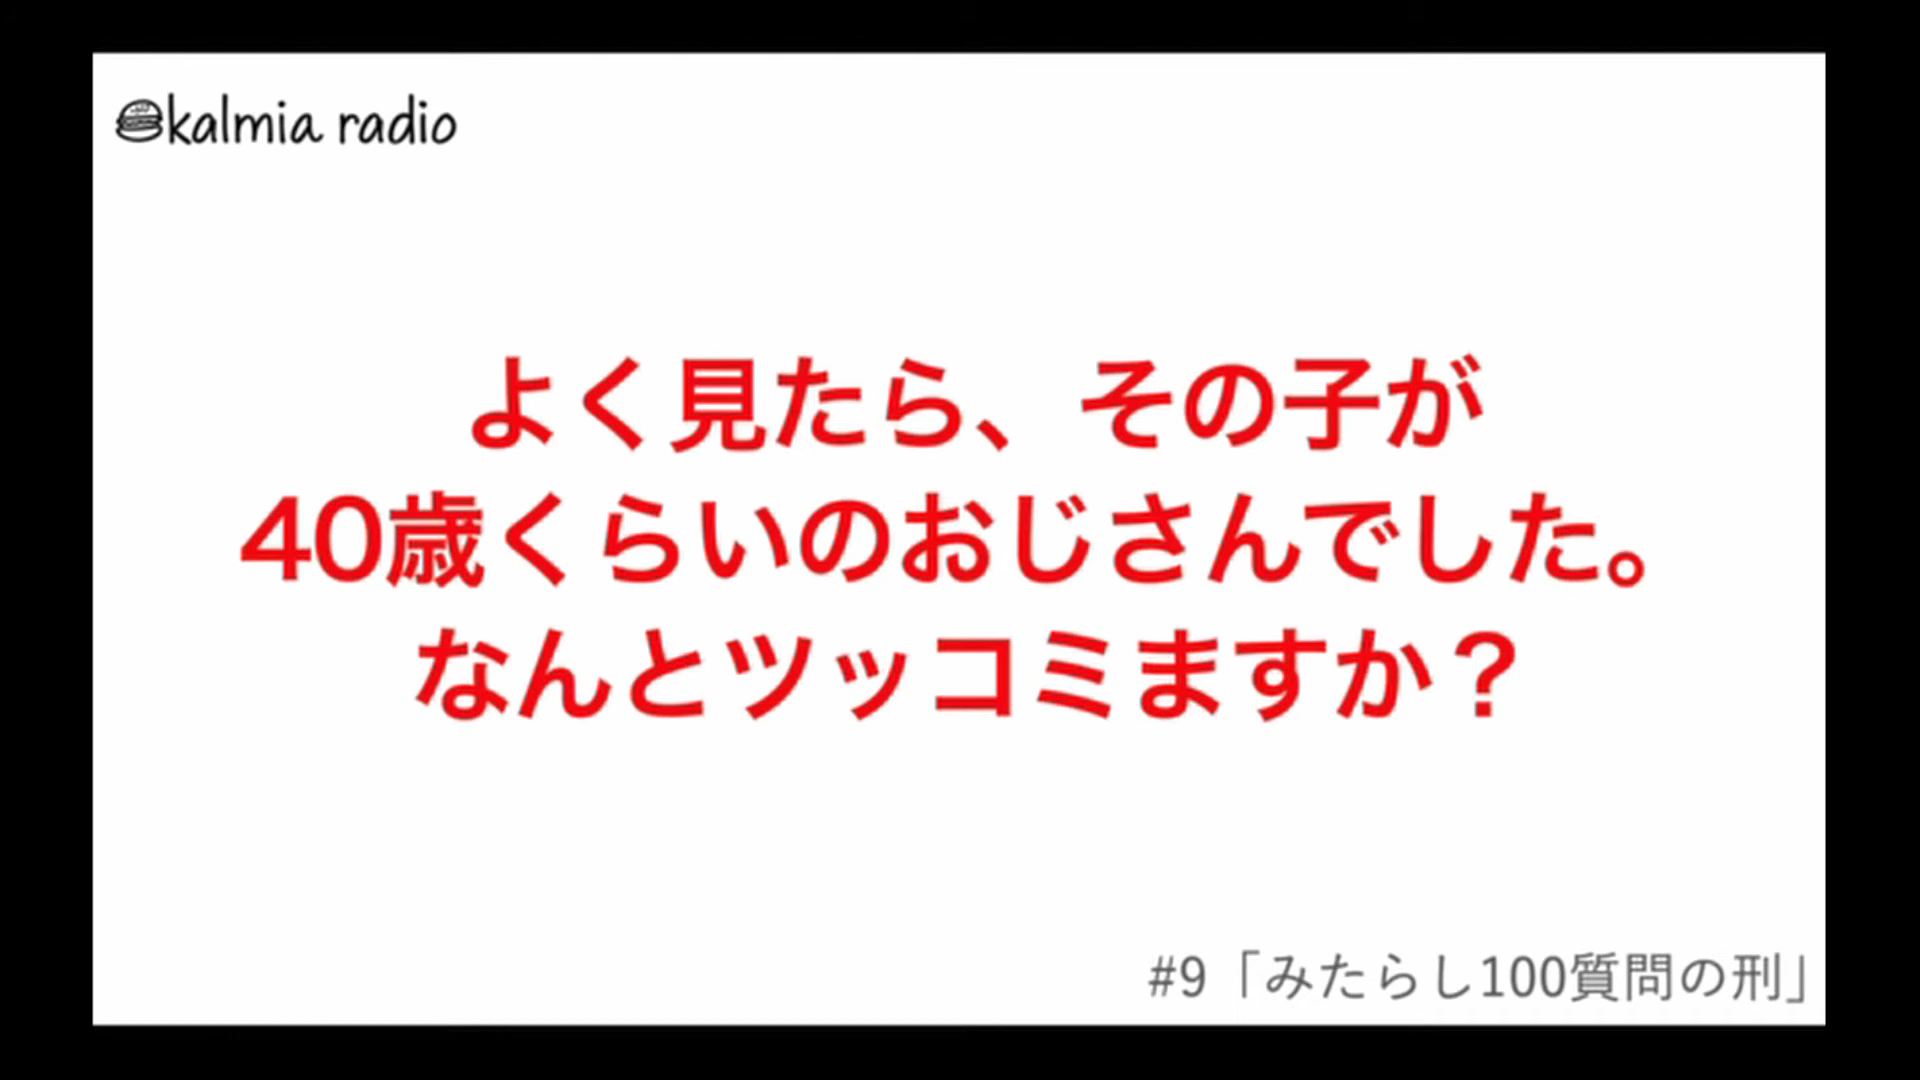 kalmia radio
よく見たら、その子が
40歳くらいのおじさんでした。
なんとツッコミますか？
#9「みたらし100質問の刑」